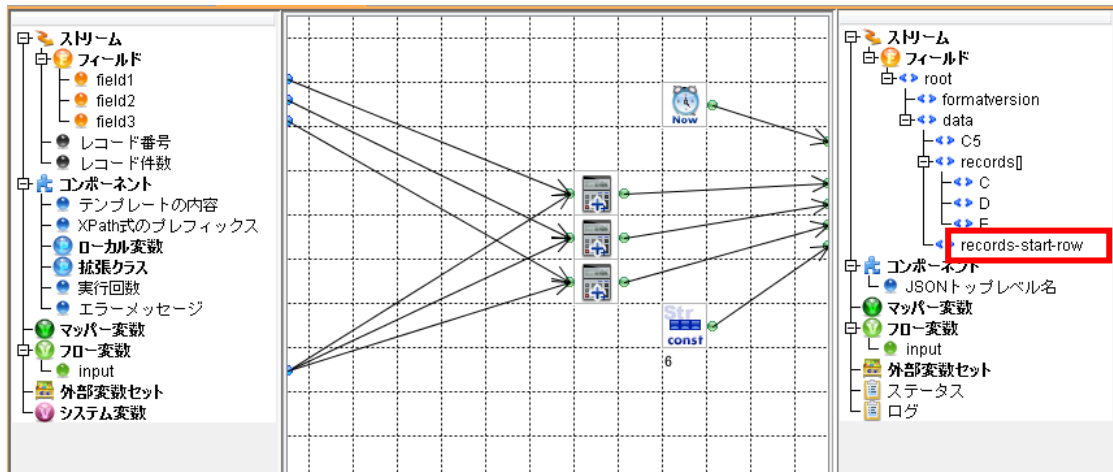 ストリーム
フィールド
field1
field2
field3
レコード番号
レコード件数
コンポーネント
テンプレートの内容
XPath式のプレフィックス
ローカル変数
拡張クラス
実行回数
エラーメッセージ
マッパー変数
フロー変数
input
外部変数セット
システム変数
Now
Str
const
6
ストリーム
フィールド
root
formatversion
data
C5
records[]
C
D
E
records-start-row
コンポーネント
JSONトップレベル名
マッパー変数
フロー変数
input
外部変数セット
ステータス
ログ